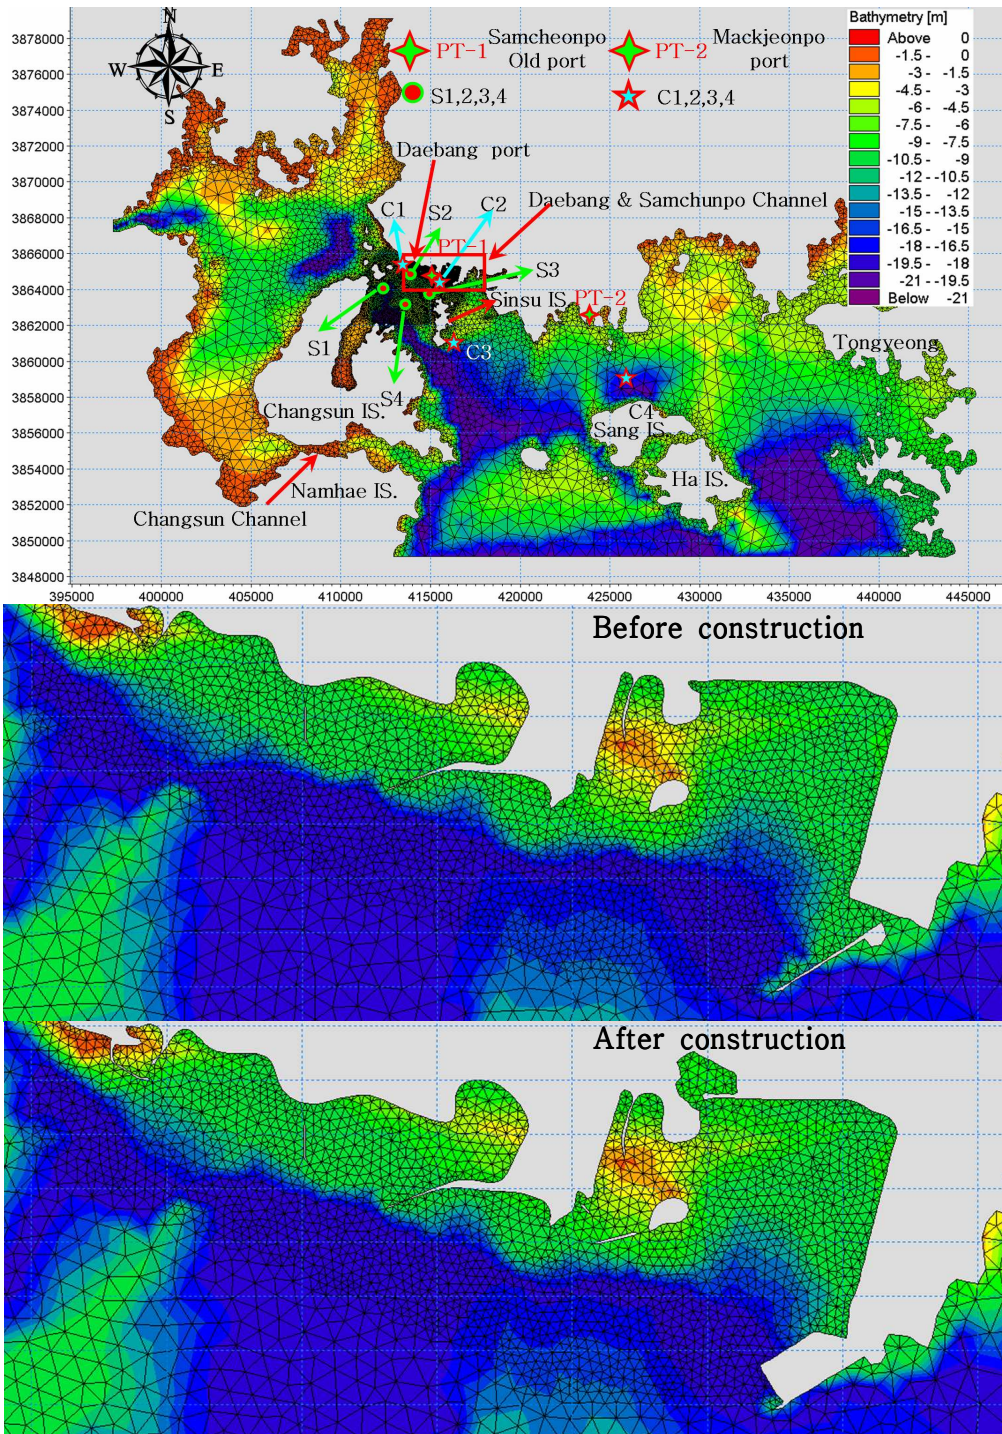 N
W
E
S
PT-1
Samcheonpo
Old port
PT-2
Mackjeonpo
port
S1,2,3,4
C1,2,3,4
Bathymetry [m]
Above 0
-1.5 - 0
-3 - -1.5
-4.5 - -3
-6 - -4.5
-7.5 - -6
-9 - -7.5
-10.5 - -9
-12 - -10.5
-13.5 - -12
-15 - -13.5
-16.5 - -15
-18 - -16.5
-19.5 - -18
-21 - -19.5
Below -21
3878000
3876000
3874000
3872000
3870000
3868000
3866000
3864000
3862000
3860000
3858000
3856000
3854000
3852000
3850000
3848000
Daebang port
Daebang & Samchunpo Channel
C1
S2
C2
PT-1
S3
Sinsu IS.
PT-2
S1
C3
Tongyeong
S4
Changsun IS.
C4
Sang IS.
Ha IS.
Namhae IS.
Changsun Channel
395000 400000 405000 410000 415000 420000 425000 430000 435000 440000 445000
Before construction
After construction